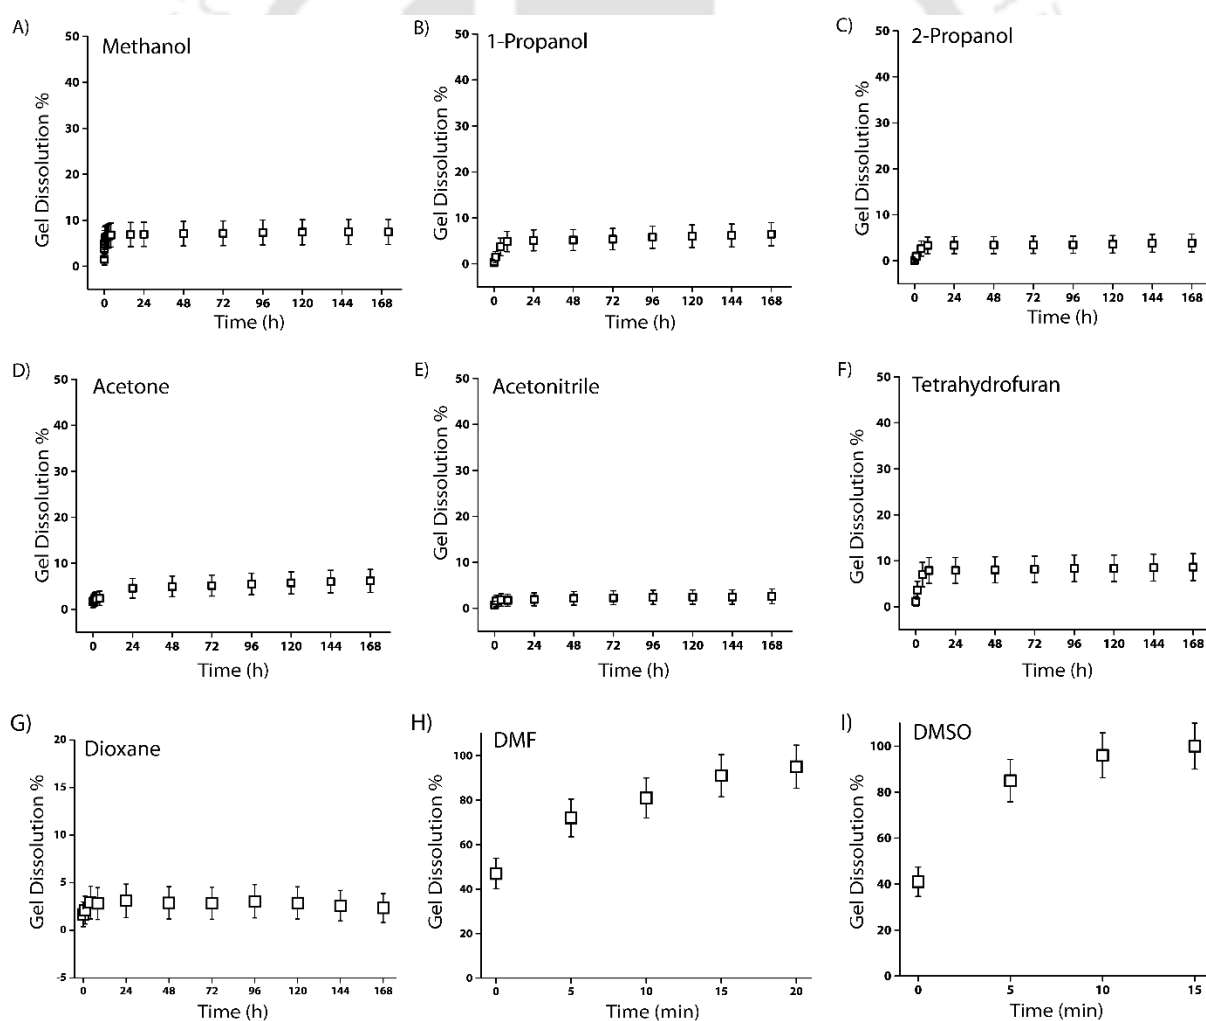 A)
Methanol
Gel Dissolution %
50
40
30
20
10
0
0 24 48 72 96 120 144 168
Time (h)
B)
1-Propanol
Gel Dissolution %
50
40
30
20
10
0
0 24 48 72 96 120 144 168
Time (h)
C)
2-Propanol
Gel Dissolution %
50
40
30
20
10
0
0 24 48 72 96 120 144 168
Time (h)
D)
Acetone
Gel Dissolution %
50
40
30
20
10
0
0 24 48 72 96 120 144 168
Time (h)
E)
Acetonitrile
Gel Dissolution %
50
40
30
20
10
0
0 24 48 72 96 120 144 168
Time (h)
F)
Tetrahydrofuran
Gel Dissolution %
50
40
30
20
10
0
0 24 48 72 96 120 144 168
Time (h)
G)
Dioxane
Gel Dissolution %
20
15
10
5
0
-5
0 24 48 72 96 120 144 168
Time (h)
H)
DMF
Gel Dissolution %
100
80
60
40
20
0
0 5 10 15 20
Time (min)
I)
DMSO
Gel Dissolution %
100
80
60
40
20
0
0 5 10 15
Time (min)